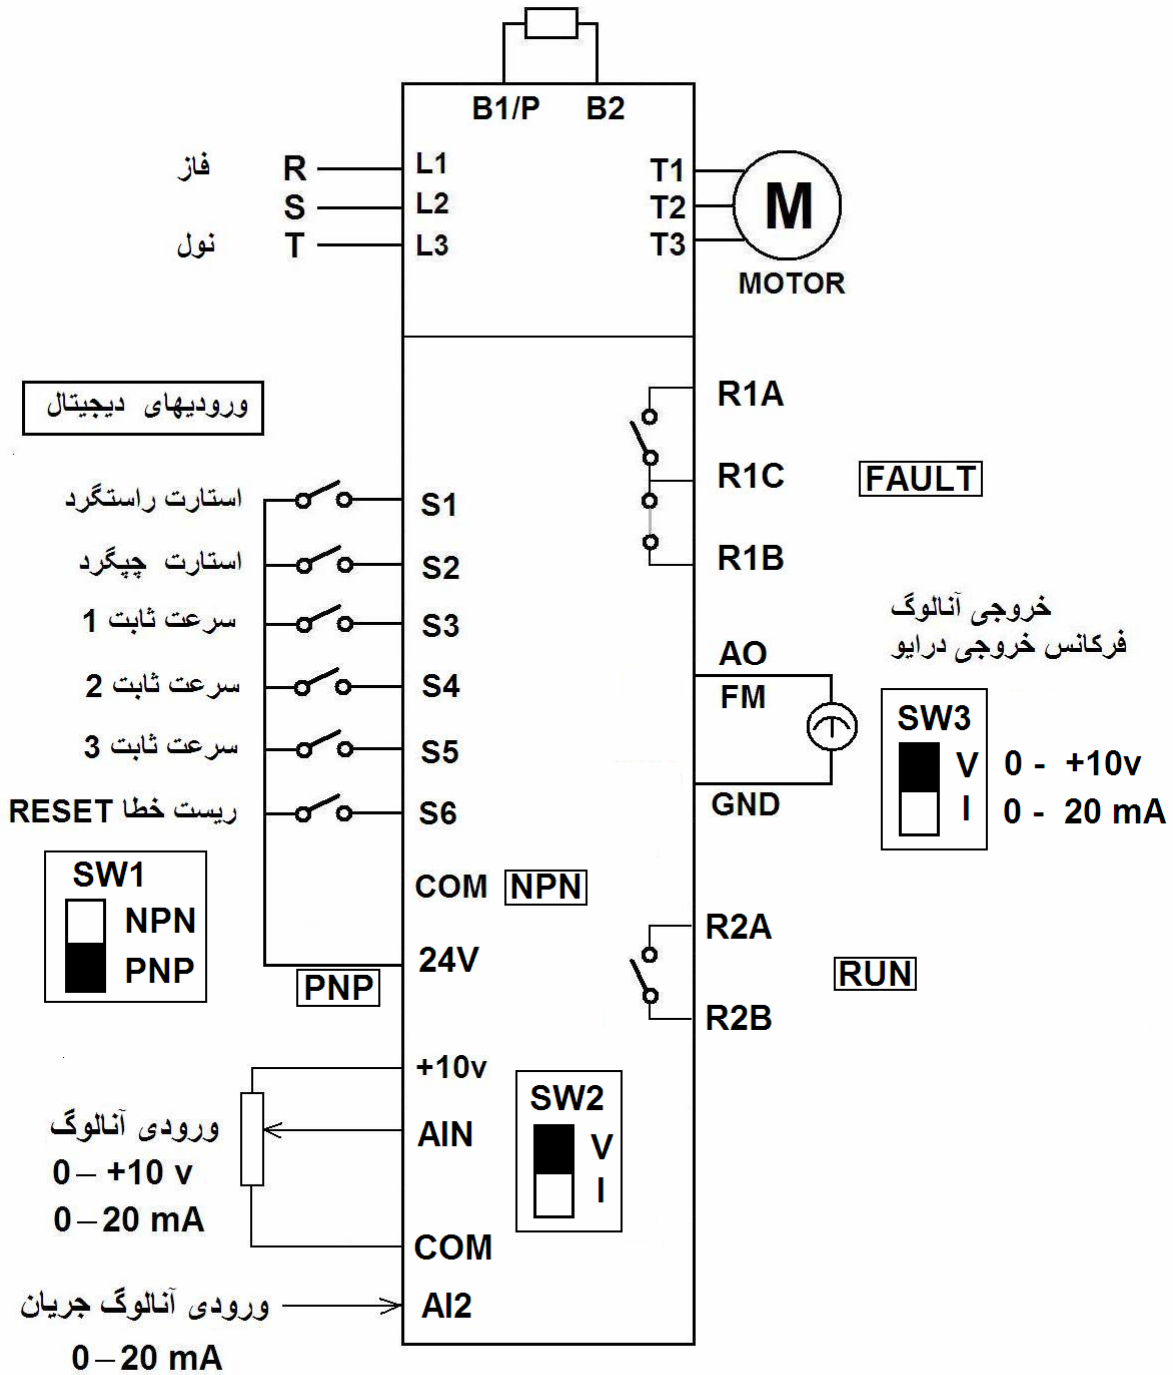 B1/P B2
فاز R L1
S L2
نول T L3
T1
T2
T3
M
MOTOR
ورودیهای دیجیتال
استارت راستگرد S1
استارت چپگرد S2
سرعت ثابت 1 S3
سرعت ثابت 2 S4
سرعت ثابت 3 S5
ریست خطا RESET S6
SW1
NPN
PNP
COM NPN
24V
PNP
+10v
ورودی آنالوگ
0 – +10 v
0 – 20 mA
AIN
COM
ورودی آنالوگ جریان AI2
0 – 20 mA
SW2
V
I
R1A
R1C FAULT
R1B
خروجی آنالوگ
فرکانس خروجی درایو
AO
FM
GND
SW3
V 0 - +10v
I 0 - 20 mA
R2A
RUN
R2B